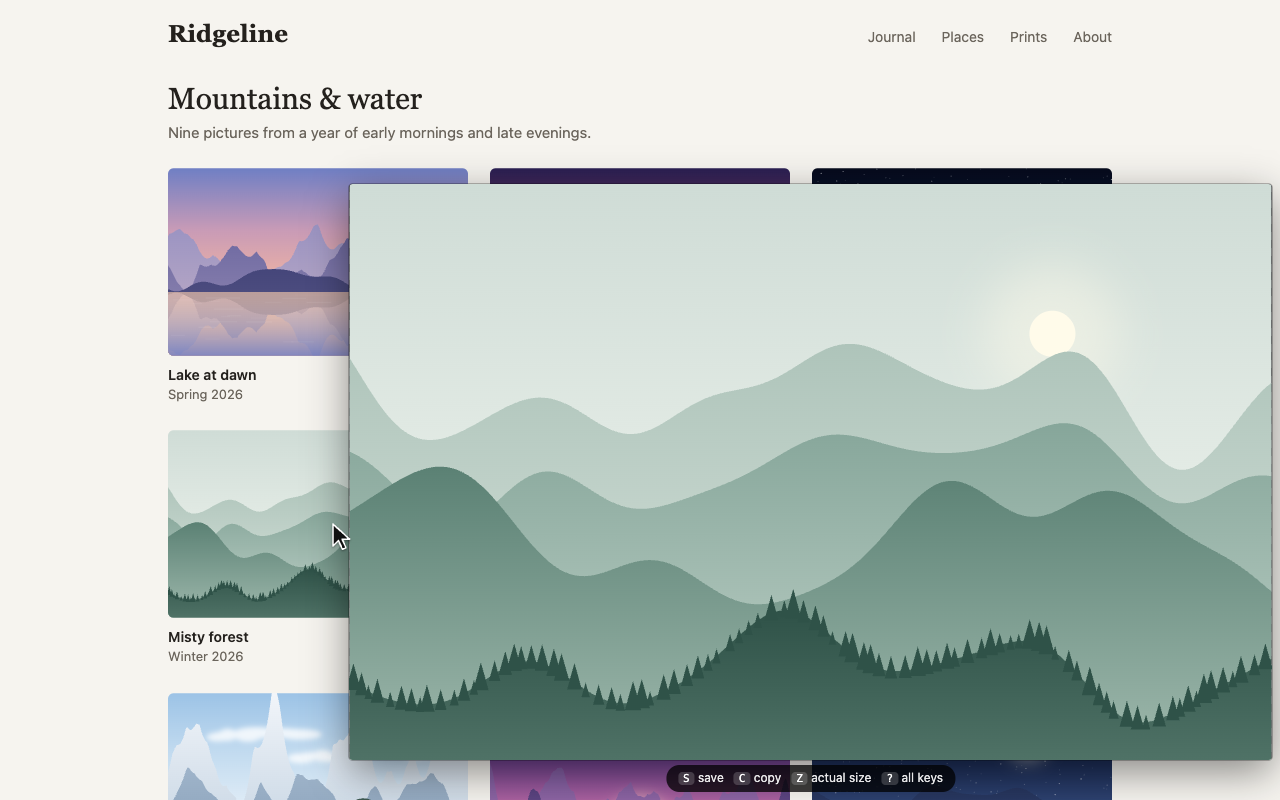 Ridgeline
Journal Places Prints About
Mountains & water
Nine pictures from a year of early mornings and late evenings.
Lake at dawn
Spring 2026
Misty forest
Winter 2026
S save C copy Z actual size ? all keys